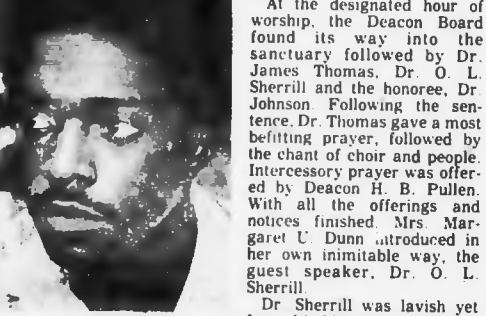 At the designated hour of
worship, the Deacon Board
found its way into the
sanctuary followed by Dr.
James Thomas, Dr. O. L.
Sherrill and the honoree, Dr.
Johnson. Following the sen-
tence, Dr. Thomas gave a most
befitting prayer, followed by
the chant of choir and people.
Intercessory prayer was offer-
ed by Deacon H. B. Pullen.
With all the offerings and
notices finished, Mrs. Mar-
garet U. Dunn introduced in
her own inimitable way, the
guest speaker, Dr. O. L.
Sherrill.
Dr Sherrill was lavish yet